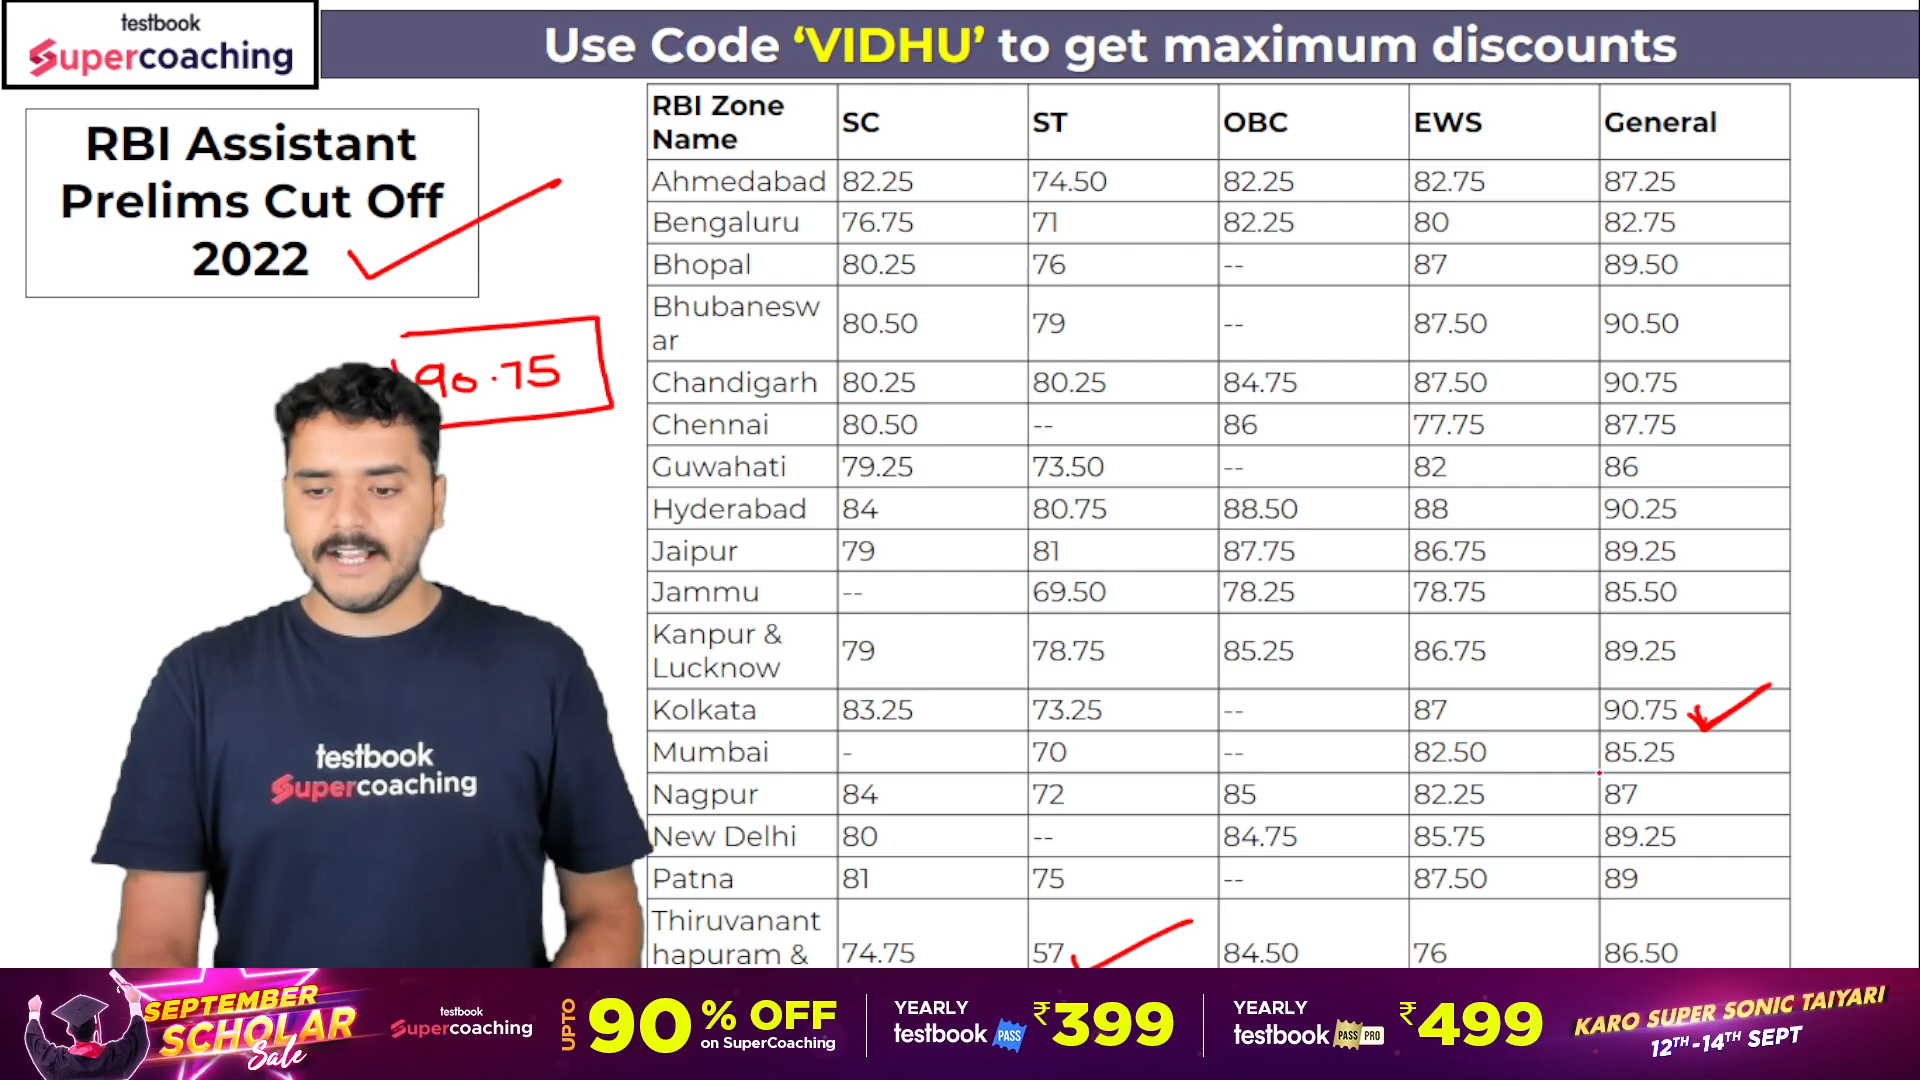 testbook
Supercoaching
Use Code ‘VIDHU’ to get maximum discounts
RBI Assistant
Prelims Cut Off
2022
90.75
RBI Zone Name SC ST OBC EWS General
Ahmedabad 82.25 74.50 82.25 82.75 87.25
Bengaluru 76.75 71 82.25 80 82.75
Bhopal 80.25 76 -- 87 89.50
Bhubanesw
ar 80.50 79 -- 87.50 90.50
Chandigarh 80.25 80.25 84.75 87.50 90.75
Chennai 80.50 -- 86 77.75 87.75
Guwahati 79.25 73.50 -- 82 86
Hyderabad 84 80.75 88.50 88 90.25
Jaipur 79 81 87.75 86.75 89.25
Jammu -- 69.50 78.25 78.75 85.50
Kanpur &
Lucknow 79 78.75 85.25 86.75 89.25
Kolkata 83.25 73.25 -- 87 90.75
Mumbai - 70 -- 82.50 85.25
Nagpur 84 72 85 82.25 87
New Delhi 80 -- 84.75 85.75 89.25
Patna 81 75 -- 87.50 89
Thiruvanant
hapuram & 74.75 57 84.50 76 86.50
testbook
Supercoaching
SEPTEMBER
SCHOLAR
Sale
testbook
Supercoaching
UPTO 90% OFF
on SuperCoaching
YEARLY
testbook PASS ₹399
YEARLY
testbook PASS PRO ₹499
KARO SUPER SONIC TAIYARI
12TH-14TH SEPT